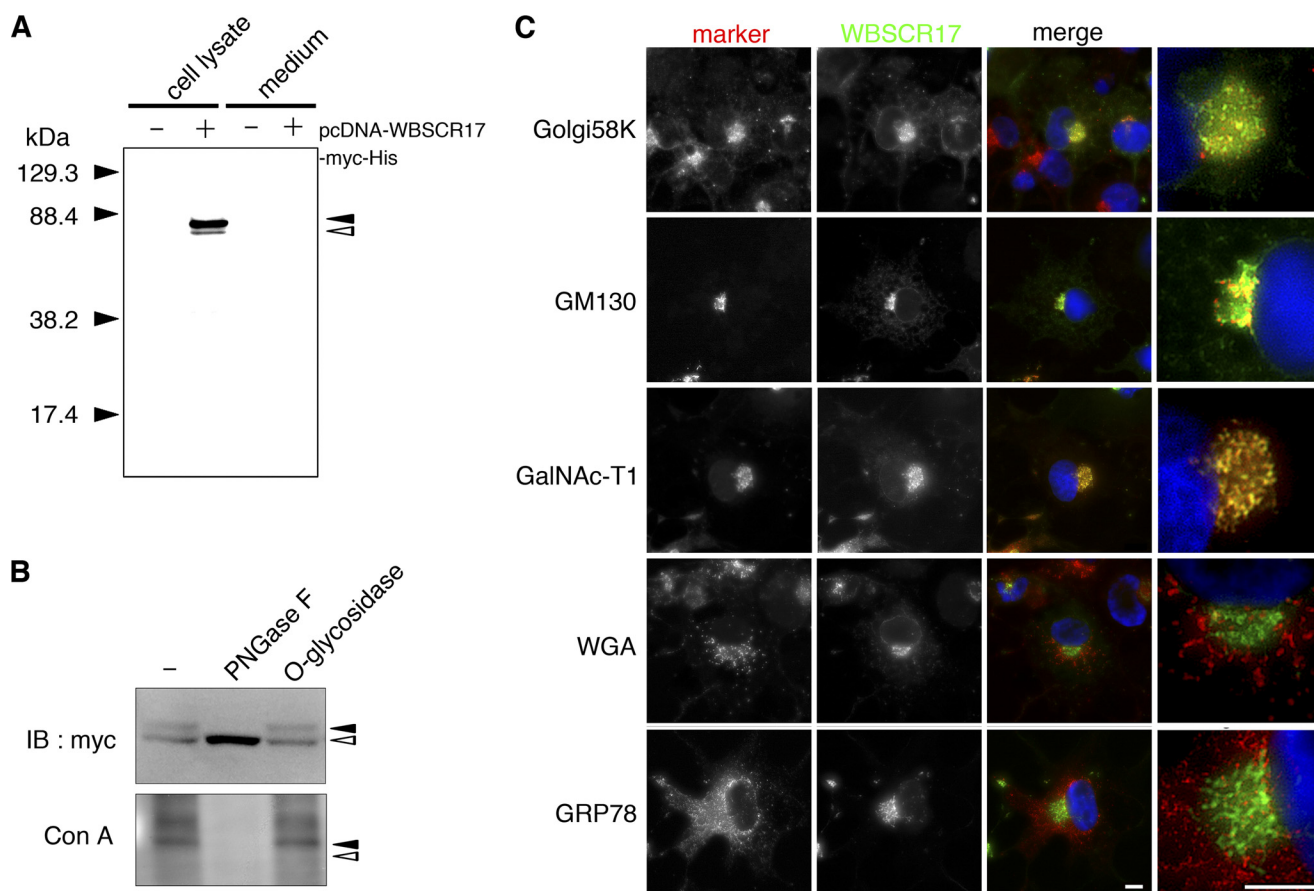 A
cell lysate
medium
kDa
– + – +
pcDNA-WBSCR17
-myc-His
129.3
88.4
38.2
17.4
B
–
PNGase F
O-glycosidase
IB : myc
Con A
C
marker
WBSCR17
merge
Golgi58K
GM130
GalNAc-T1
WGA
GRP78